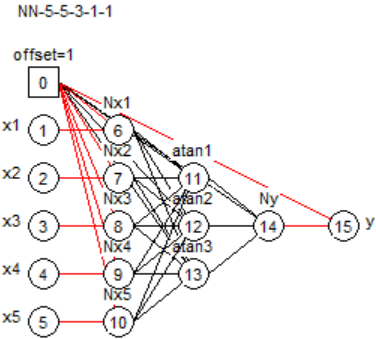 NN-5-5-3-1-1
offset=1
0
Nx1
x1 1 6
Nx2 atan1
x2 2 7 11
Nx3 atan2 Ny
x3 3 8 12 14 15 y
Nx4 atan3
x4 4 9 13
Nx5
x5 5 10